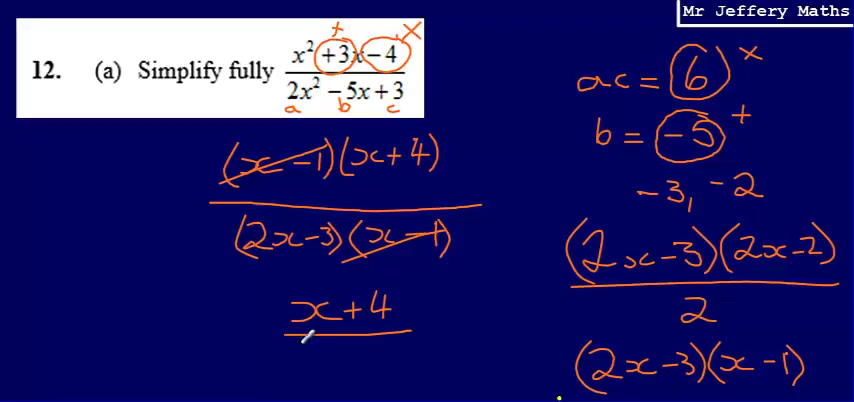 Mr Jeffery Maths
12. (a) Simplify fully x² + 3x − 4 / 2x² − 5x + 3
+ ×
a b c
(x − 1)(x + 4)
(2x − 3)(x − 1)
x + 4
ac = 6 ×
b = −5 +
−3, −2
(2x − 3)(2x − 2)
2
(2x − 3)(x − 1)